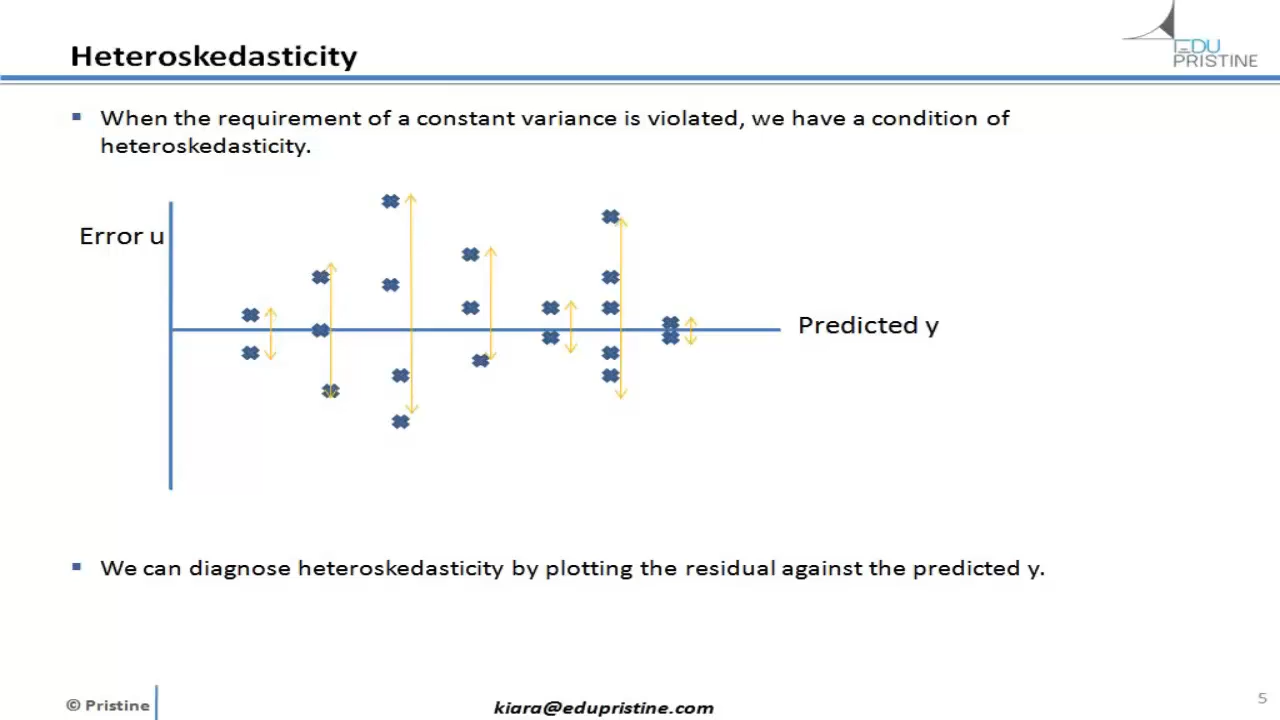 Heteroskedasticity
EDU
PRISTINE
▪ When the requirement of a constant variance is violated, we have a condition of
heteroskedasticity.
Error u
Predicted y
▪ We can diagnose heteroskedasticity by plotting the residual against the predicted y.
© Pristine
kiara@edupristine.com
5